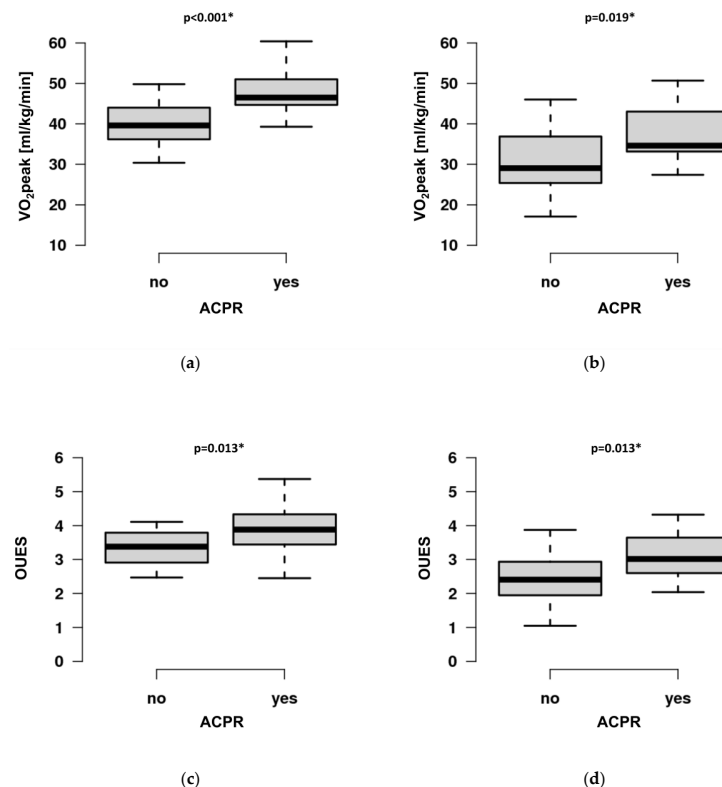 p<0.001*
60
50
40
30
20
10
VO₂peak [ml/kg/min]
no
yes
ACPR
(a)
p=0.019*
60
50
40
30
20
10
VO₂peak [ml/kg/min]
no
yes
ACPR
(b)
p=0.013*
6
5
4
3
2
1
0
OUES
no
yes
ACPR
(c)
p=0.013*
6
5
4
3
2
1
0
OUES
no
yes
ACPR
(d)